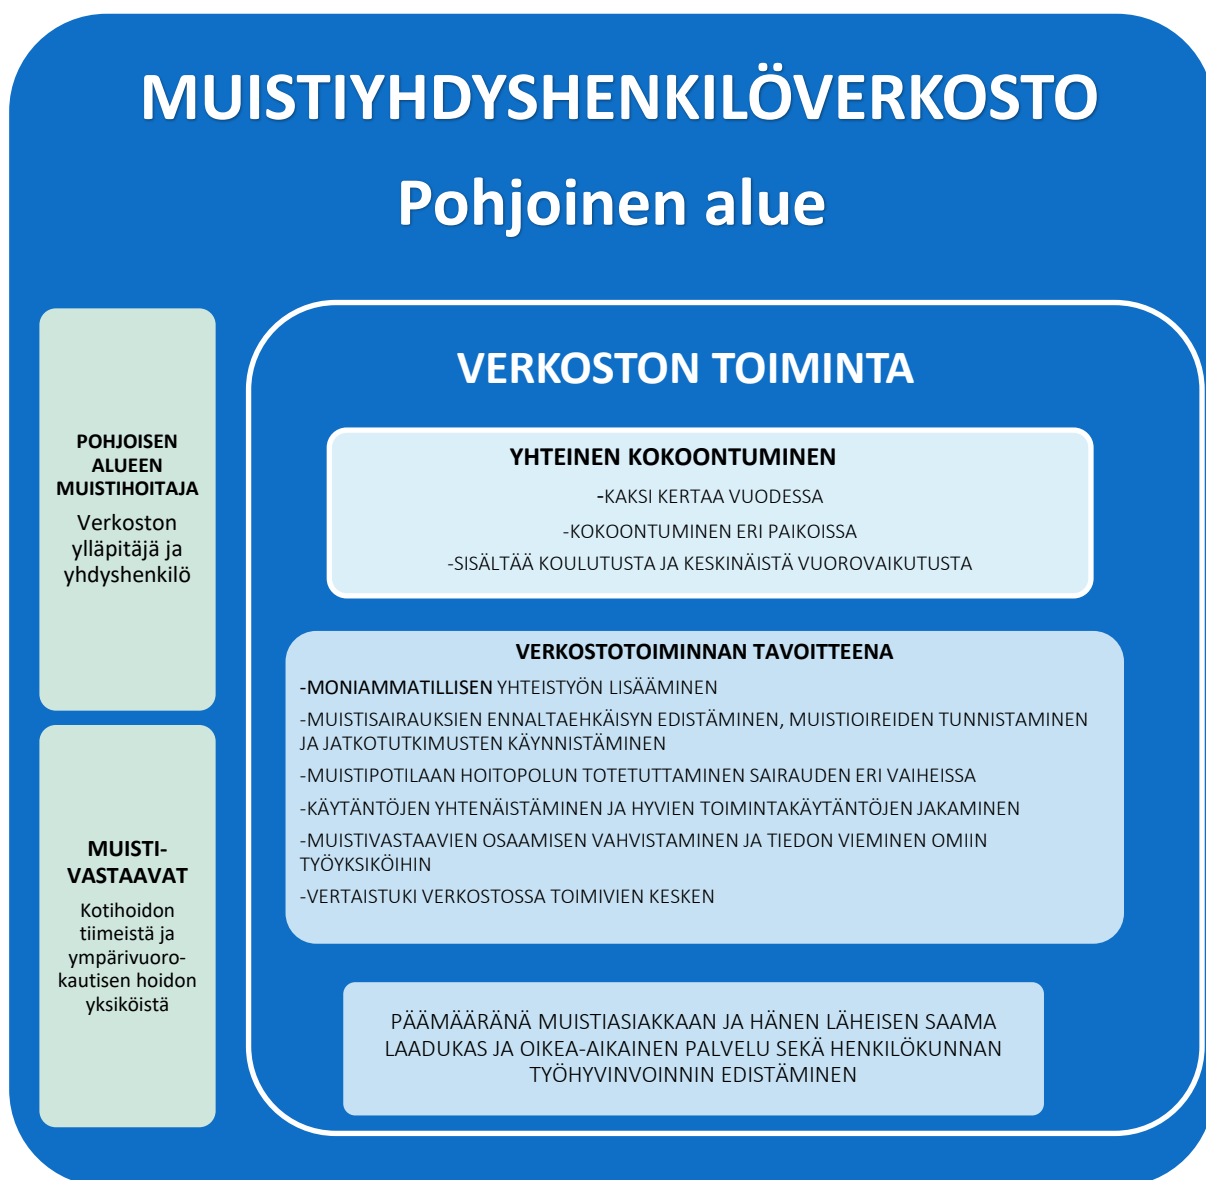 MUISTIYHDYSHENKILÖVERKOSTO
Pohjoinen alue
POHJOISEN
ALUEEN
MUISTIHOITAJA
Verkoston
ylläpitäjä ja
yhdyshenkilö
MUISTI-
VASTAAVAT
Kotihoidon
tiimeistä ja
ympärivuoro-
kautisen hoidon
yksiköistä
VERKOSTON TOIMINTA
YHTEINEN KOKOONTUMINEN
-KAKSI KERTAA VUODESSA
-KOKOONTUMINEN ERI PAIKOISSA
-SISÄLTÄÄ KOULUTUSTA JA KESKINÄISTÄ VUOROVAIKUTUSTA
VERKOSTOTOIMINNAN TAVOITTEENA
-MONIAMMATILLISEN YHTEISTYÖN LISÄÄMINEN
-MUISTISAIRAUKSIEN ENNALTAEHKÄISYN EDISTÄMINEN, MUISTIOIREIDEN TUNNISTAMINEN
JA JATKOTUTKIMUSTEN KÄYNNISTÄMINEN
-MUISTIPOTILAAN HOITOPOLUN TOTETUTTAMINEN SAIRAUDEN ERI VAIHEISSA
-KÄYTÄNTÖJEN YHTENÄISTÄMINEN JA HYVIEN TOIMINTAKÄYTÄNTÖJEN JAKAMINEN
-MUISTIVASTAAVIEN OSAAMISEN VAHVISTAMINEN JA TIEDON VIEMINEN OMIIN
TYÖYKSIKÖIHIN
-VERTAISTUKI VERKOSTOSSA TOIMIVIEN KESKEN
PÄÄMÄÄRÄNÄ MUISTIASIAKKAAN JA HÄNEN LÄHEISEN SAAMA
LAADUKAS JA OIKEA-AIKAINEN PALVELU SEKÄ HENKILÖKUNNAN
TYÖHYVINVOINNIN EDISTÄMINEN